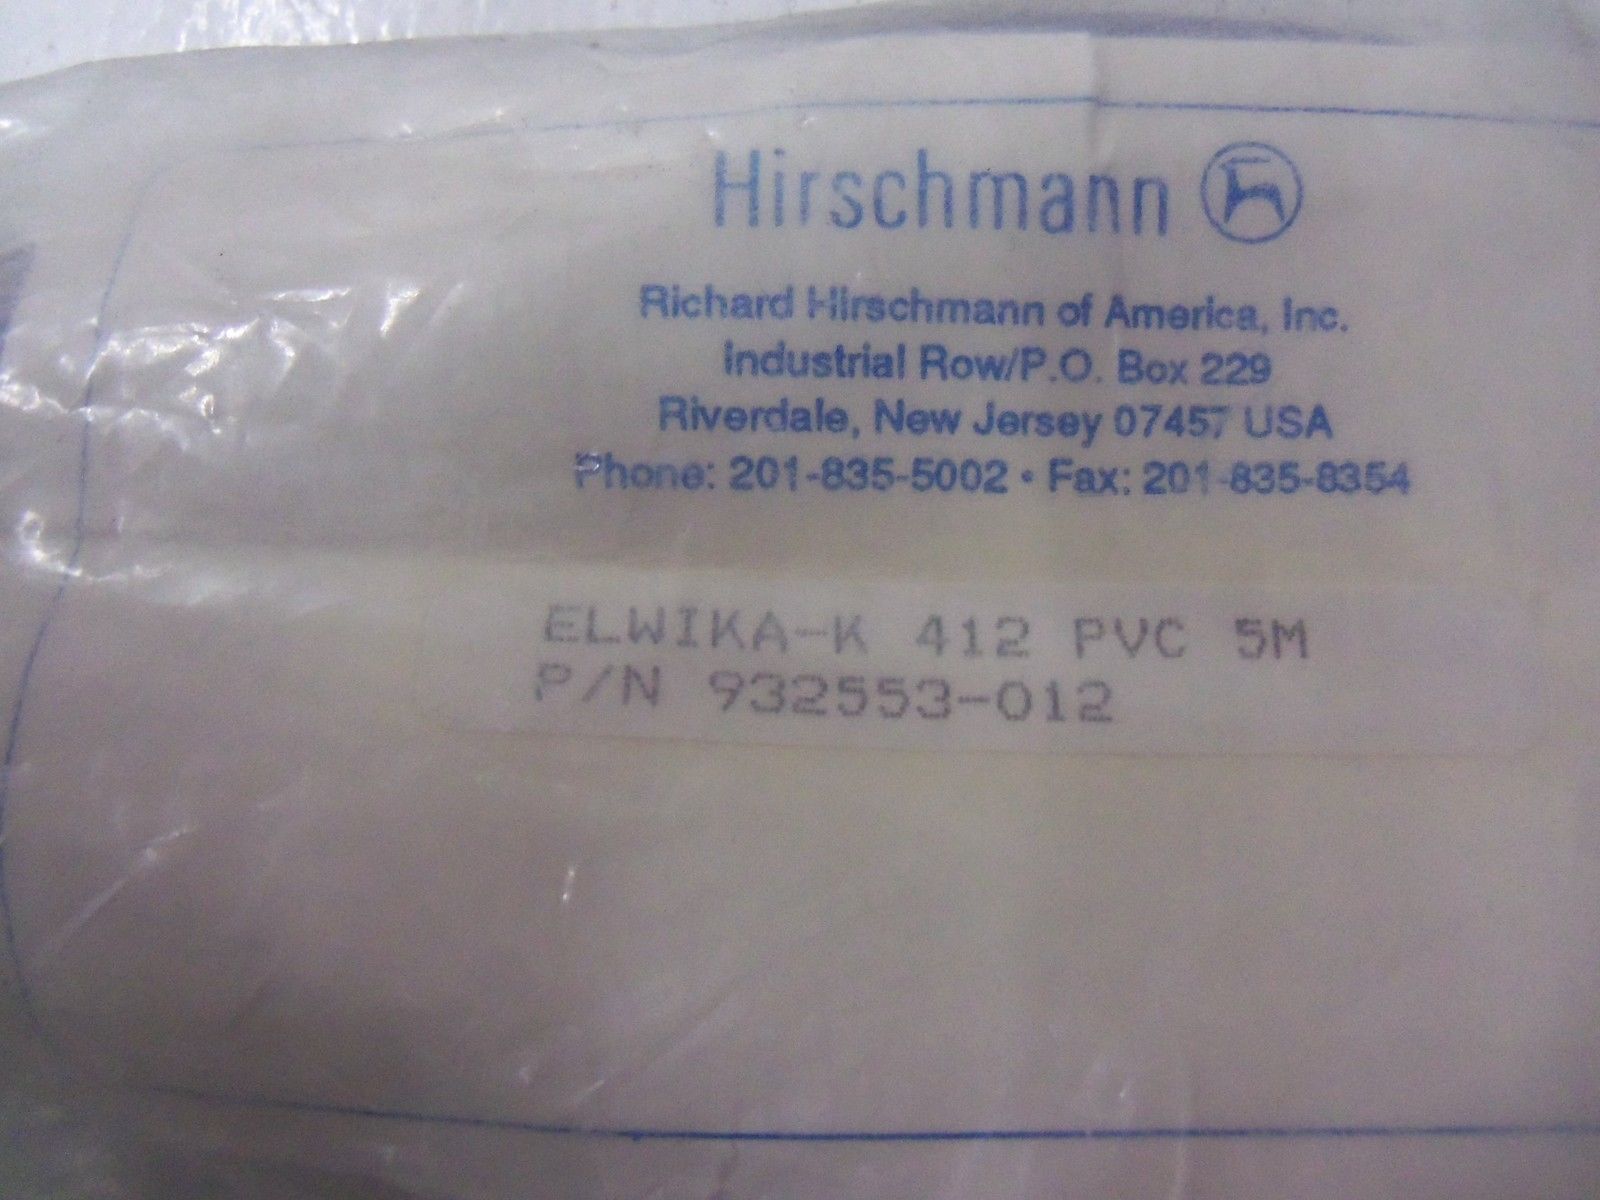 Hirschmann
Richard Hirschmann of America, Inc.
Industrial Row/P.O. Box 229
Riverdale, New Jersey 07457 USA
Phone: 201-835-5002 • Fax: 201-835-8354
ELWIKA-K 412 PVC 5M
P/N 932553-012